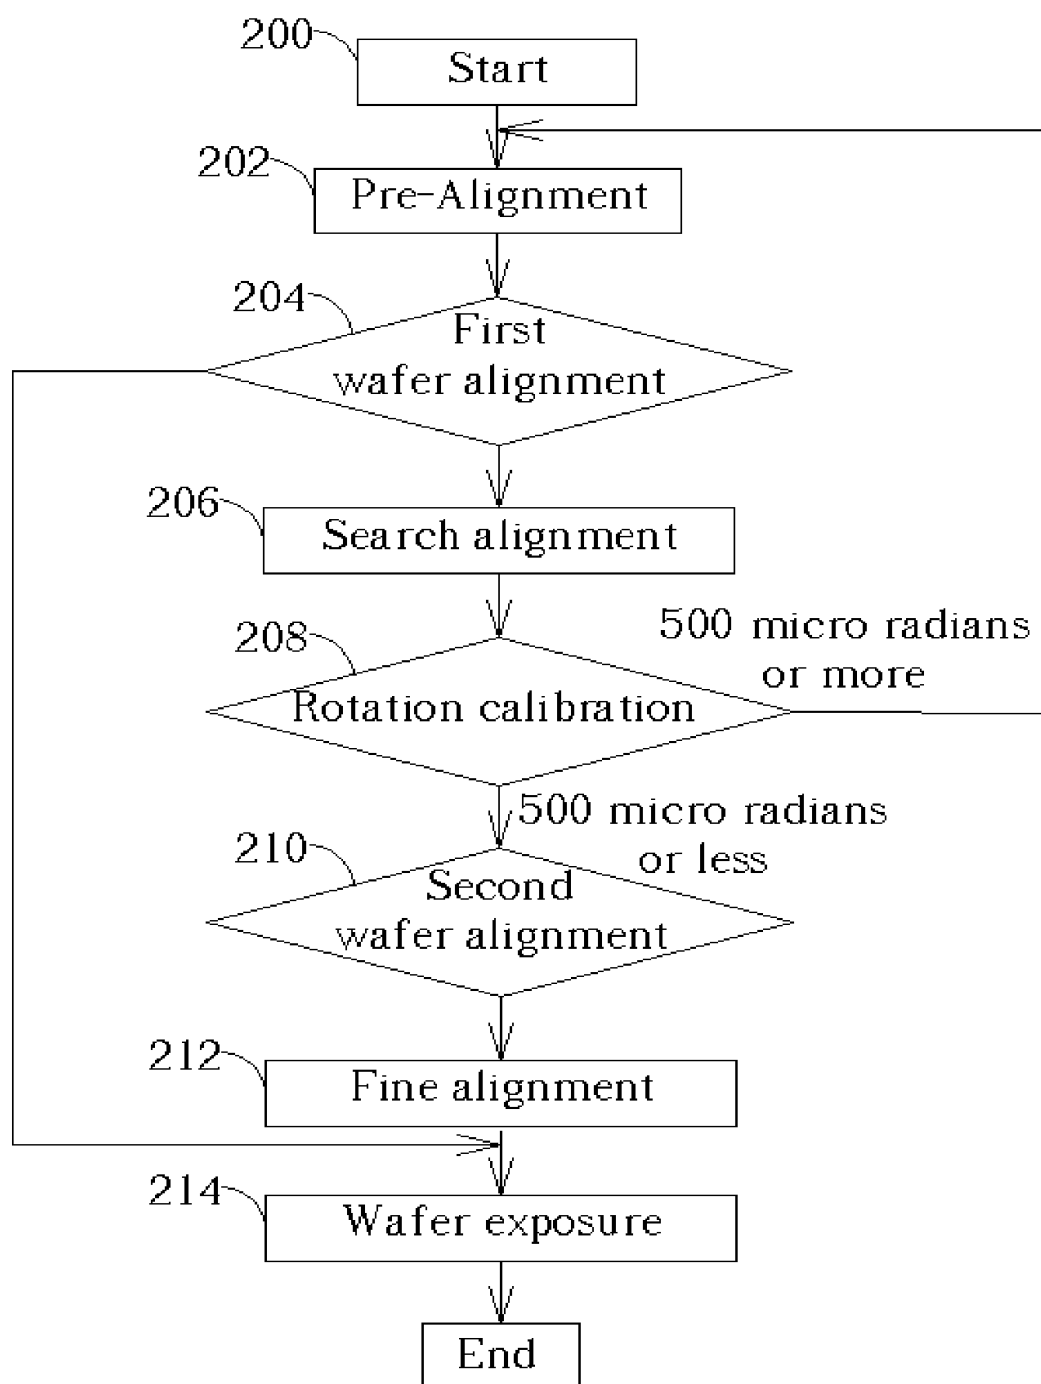 200
Start
202
Pre-Alignment
204
First
wafer alignment
206
Search alignment
208
500 micro radians
or more
Rotation calibration
500 micro radians
or less
210
Second
wafer alignment
212
Fine alignment
214
Wafer exposure
End